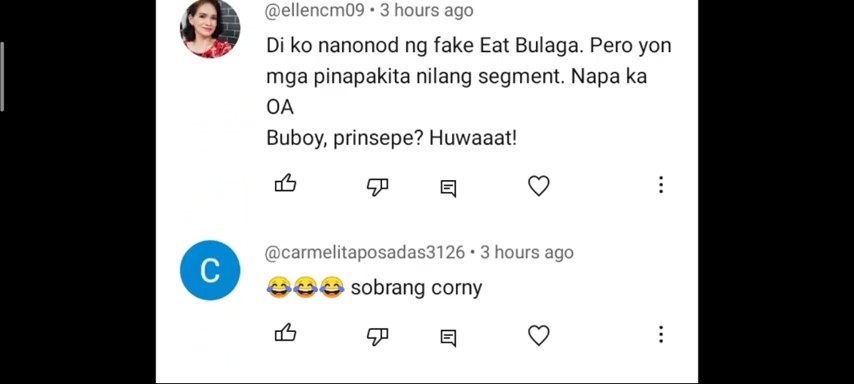 @ellencm09 • 3 hours ago
Di ko nanonod ng fake Eat Bulaga. Pero yon
mga pinapakita nilang segment. Napa ka
OA
Buboy, prinsepe? Huwaaat!
C
@carmelitaposadas3126 • 3 hours ago
😂😂😂 sobrang corny